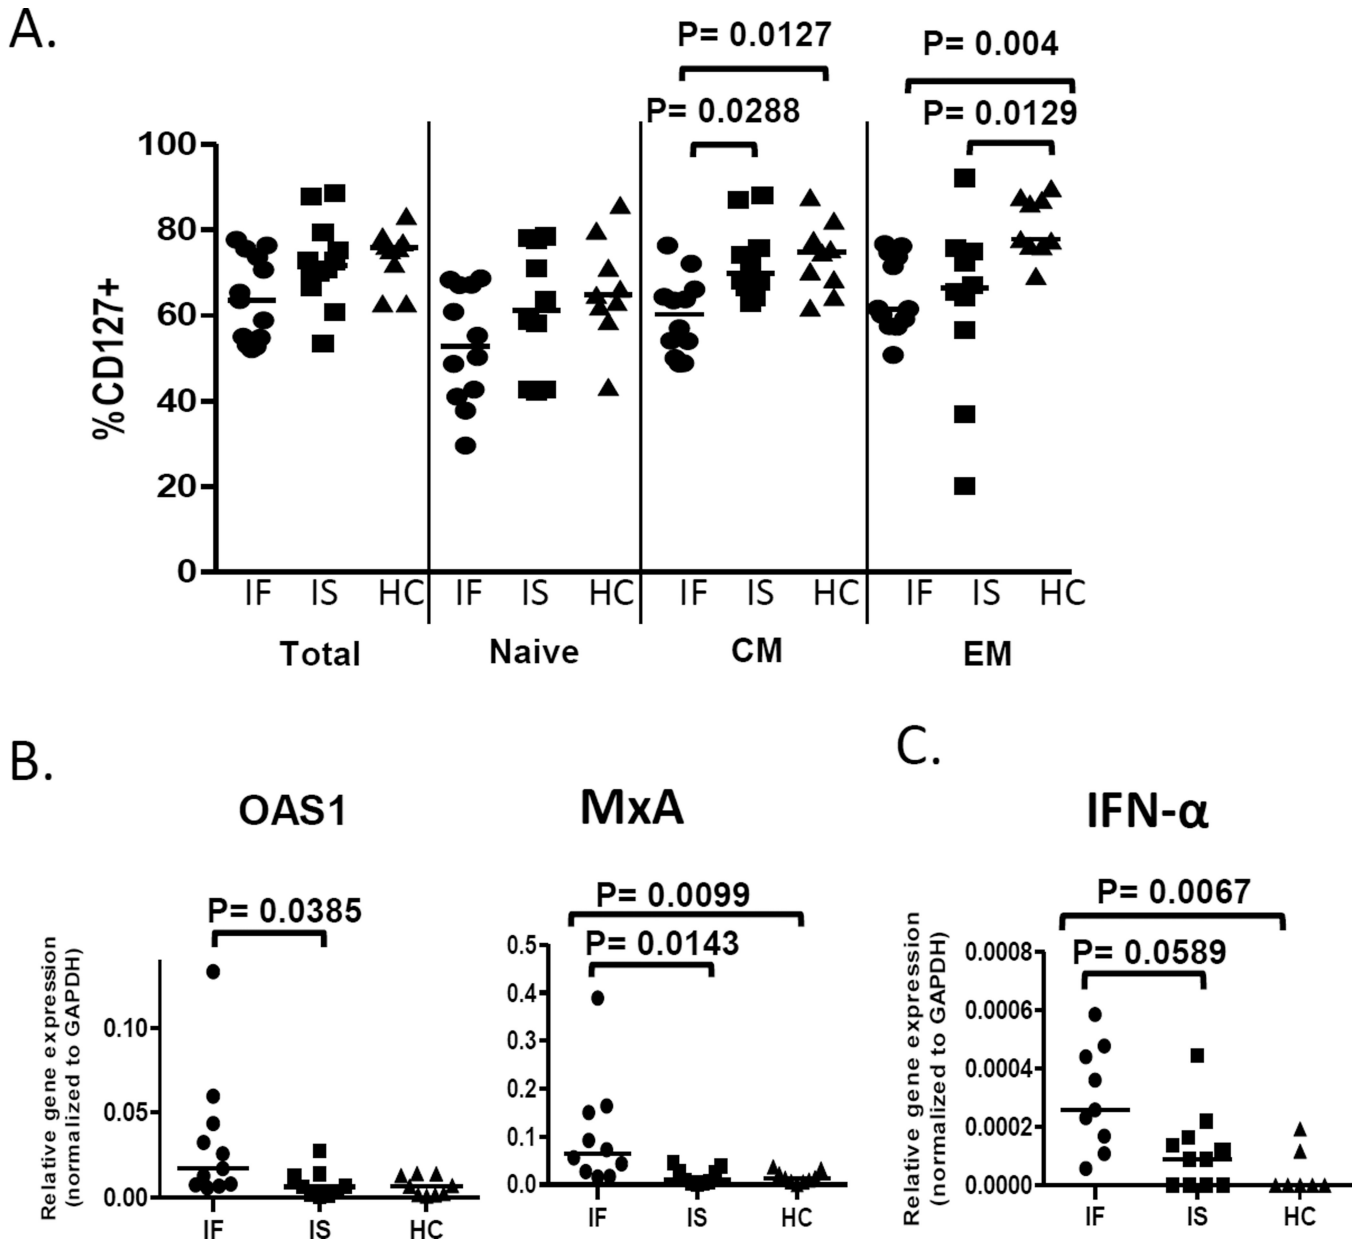 A.
P= 0.0127
P= 0.004
P= 0.0288
P= 0.0129
%CD127+
100
80
60
40
20
0
IF IS HC IF IS HC IF IS HC IF IS HC
Total Naive CM EM
B.
OAS1
P= 0.0385
Relative gene expression
(normalized to GAPDH)
0.10
0.05
0.00
IF IS HC
MxA
P= 0.0099
P= 0.0143
0.5
0.4
0.3
0.2
0.1
0.0
IF IS HC
C.
IFN-α
P= 0.0067
P= 0.0589
Relative gene expression
(normalized to GAPDH)
0.0008
0.0006
0.0004
0.0002
0.0000
IF IS HC